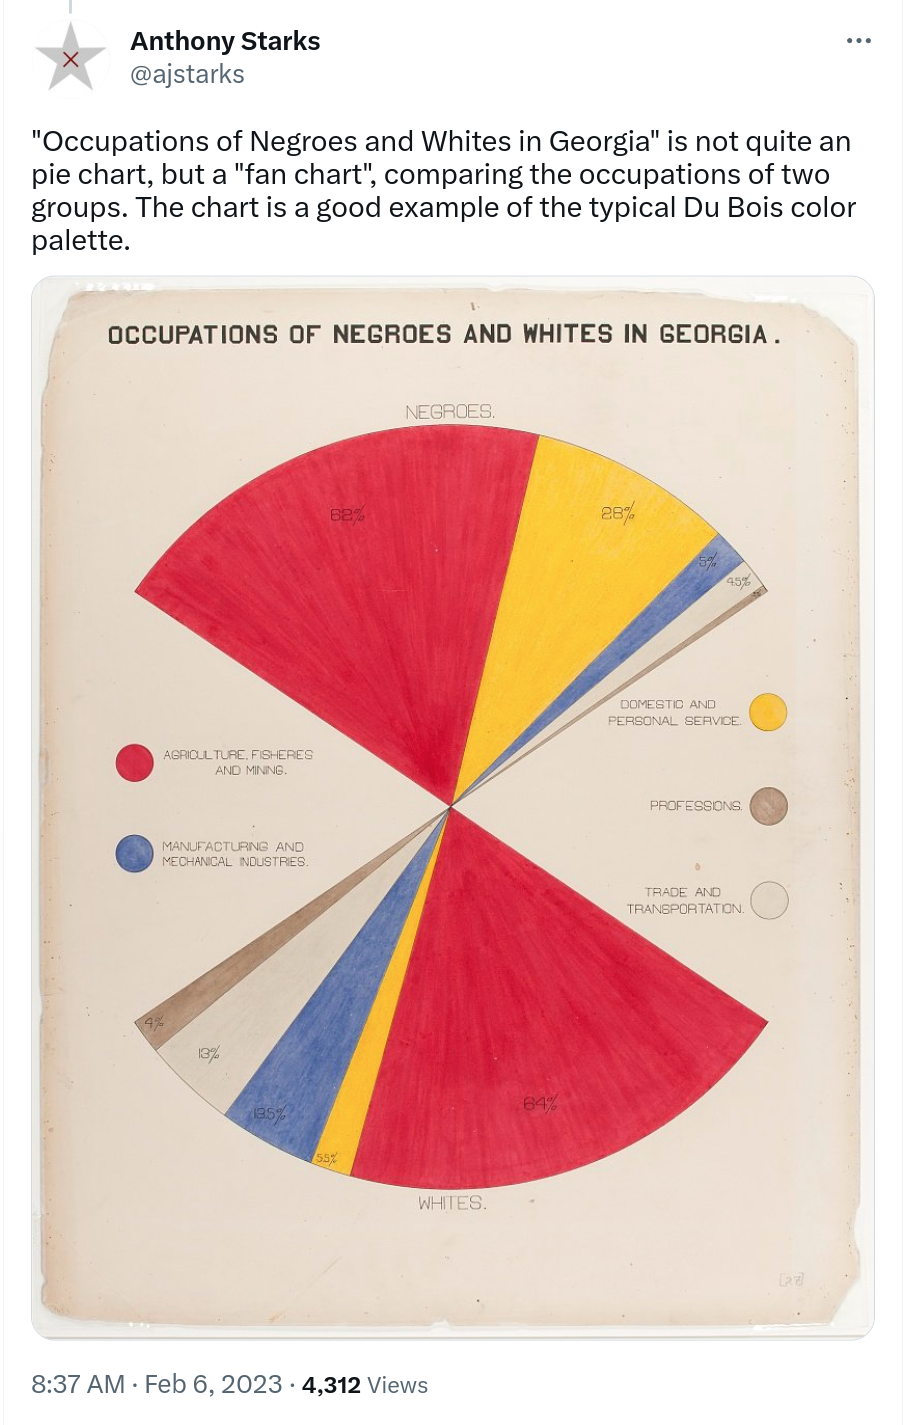 Anthony Starks
@ajstarks
"Occupations of Negroes and Whites in Georgia" is not quite an
pie chart, but a "fan chart", comparing the occupations of two
groups. The chart is a good example of the typical Du Bois color
palette.
OCCUPATIONS OF NEGROES AND WHITES IN GEORGIA.
NEGROES.
62%
28%
5%
4.5%
DOMESTIC AND
PERSONAL SERVICE.
AGRICULTURE, FISHERIES
AND MINING.
PROFESSIONS.
MANUFACTURING AND
MECHANICAL INDUSTRIES.
TRADE AND
TRANSPORTATION.
4%
13%
13.5%
5.5%
64%
WHITES.
8:37 AM · Feb 6, 2023 · 4,312 Views